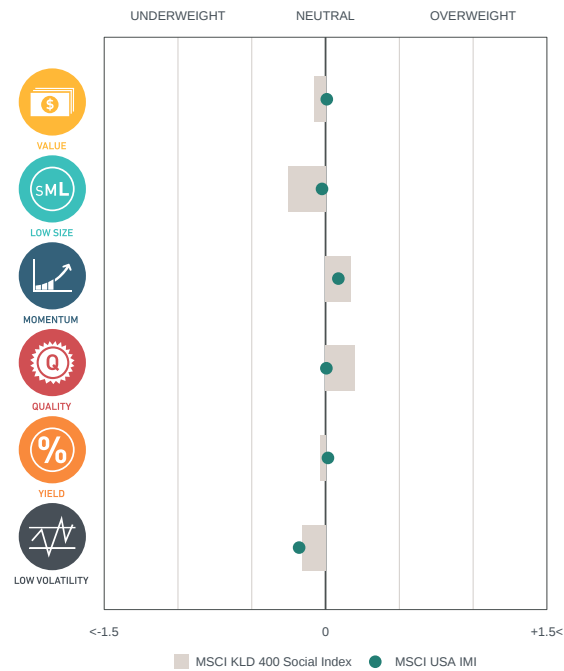 UNDERWEIGHT NEUTRAL OVERWEIGHT
$
VALUE
SML
LOW SIZE
MOMENTUM
Q
QUALITY
%
YIELD
LOW VOLATILITY
<-1.5 0 +1.5<
MSCI KLD 400 Social Index MSCI USA IMI